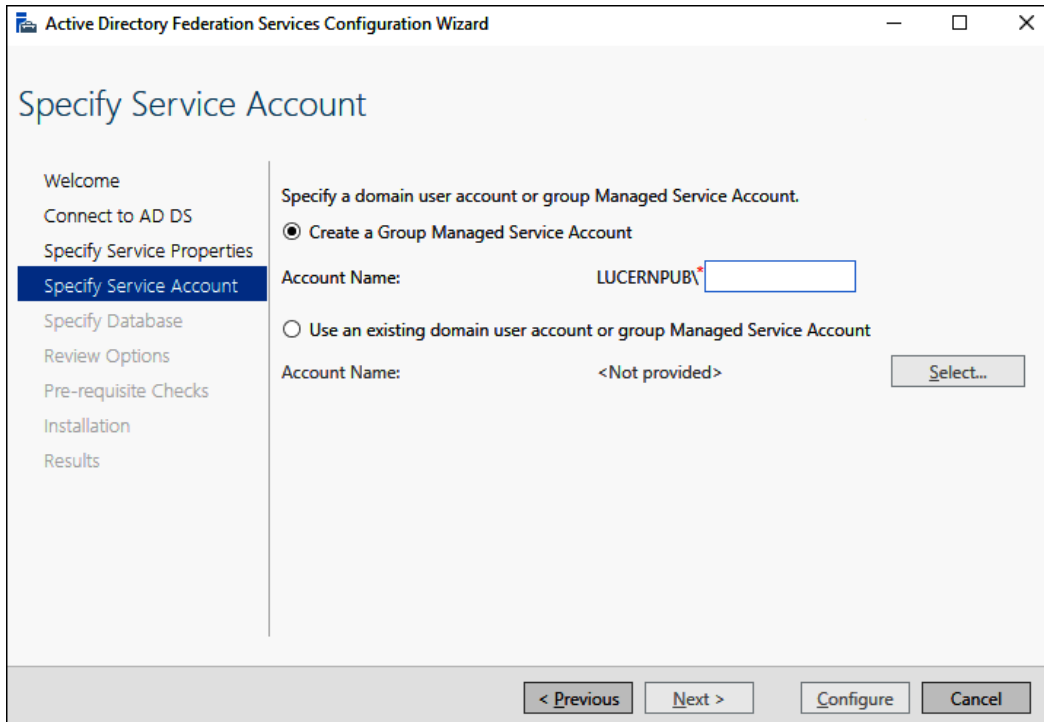 Active Directory Federation Services Configuration Wizard
Specify Service Account
Welcome
Connect to AD DS
Specify Service Properties
Specify Service Account
Specify Database
Review Options
Pre-requisite Checks
Installation
Results
Specify a domain user account or group Managed Service Account.
Create a Group Managed Service Account
Account Name: LUCERNPUB\*
Use an existing domain user account or group Managed Service Account
Account Name: <Not provided> Select...
< Previous Next > Configure Cancel